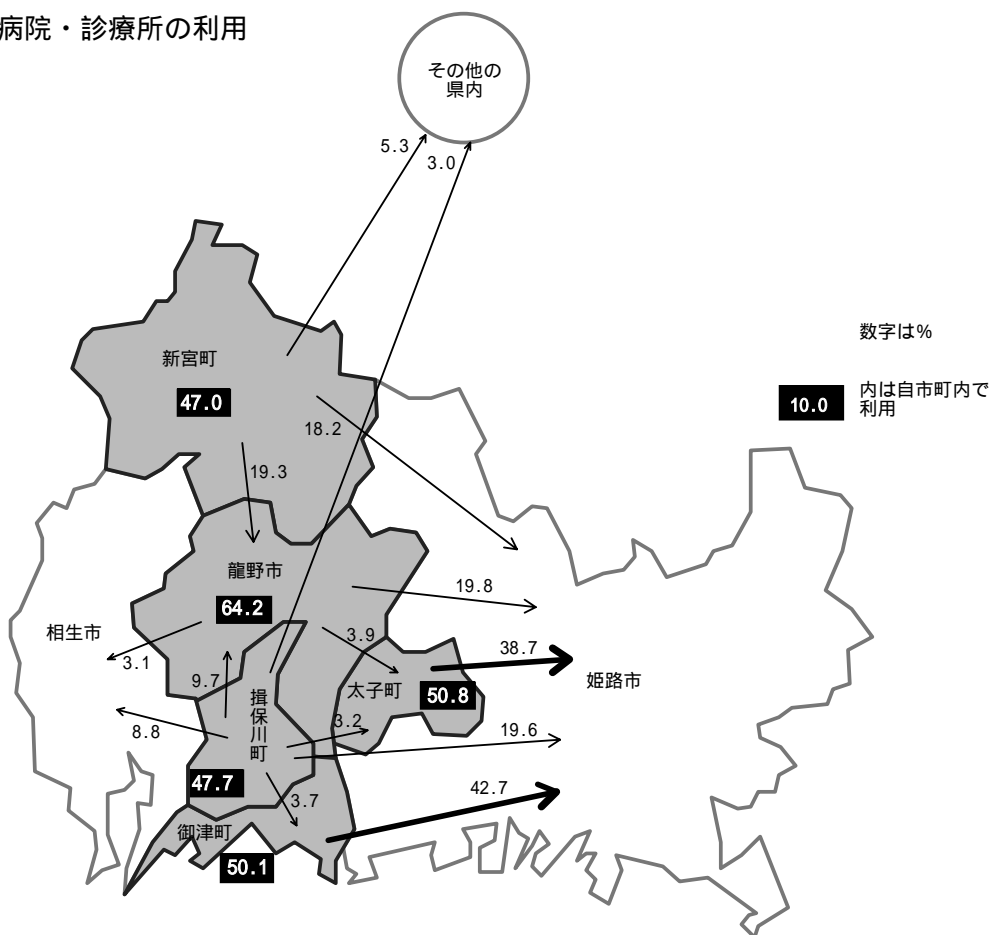 病院・診療所の利用
その他の
県内
5.3
3.0
数字は%
新宮町
47.0
10.0
内は自市町内で
利用
18.2
19.3
龍野市
64.2
19.8
相生市
3.1
3.9
38.7
9.7
太子町
50.8
姫路市
揖保川町
3.2
8.8
19.6
47.7
3.7
42.7
御津町
50.1